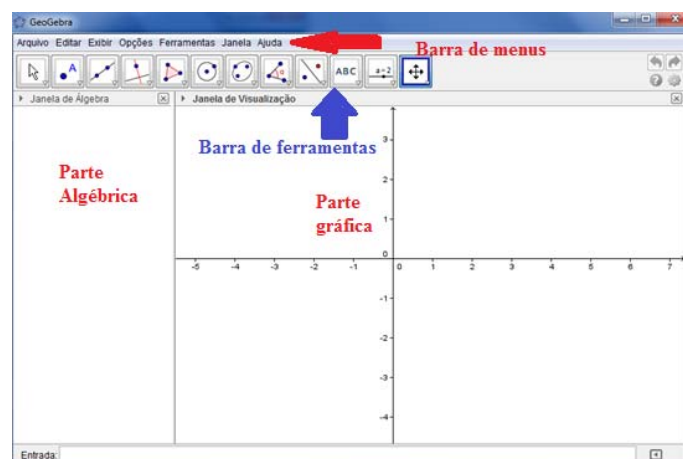 GeoGebra
Arquivo Editar Exibir Opções Ferramentas Janela Ajuda
Barra de menus
A
ABC
a=2
Janela de Álgebra
Janela de Visualização
Barra de ferramentas
Parte
Algébrica
Parte
gráfica
3
2
1
0
-5 -4 -3 -2 -1 0 1 2 3 4 5 6 7
-1
-2
-3
-4
Entrada: